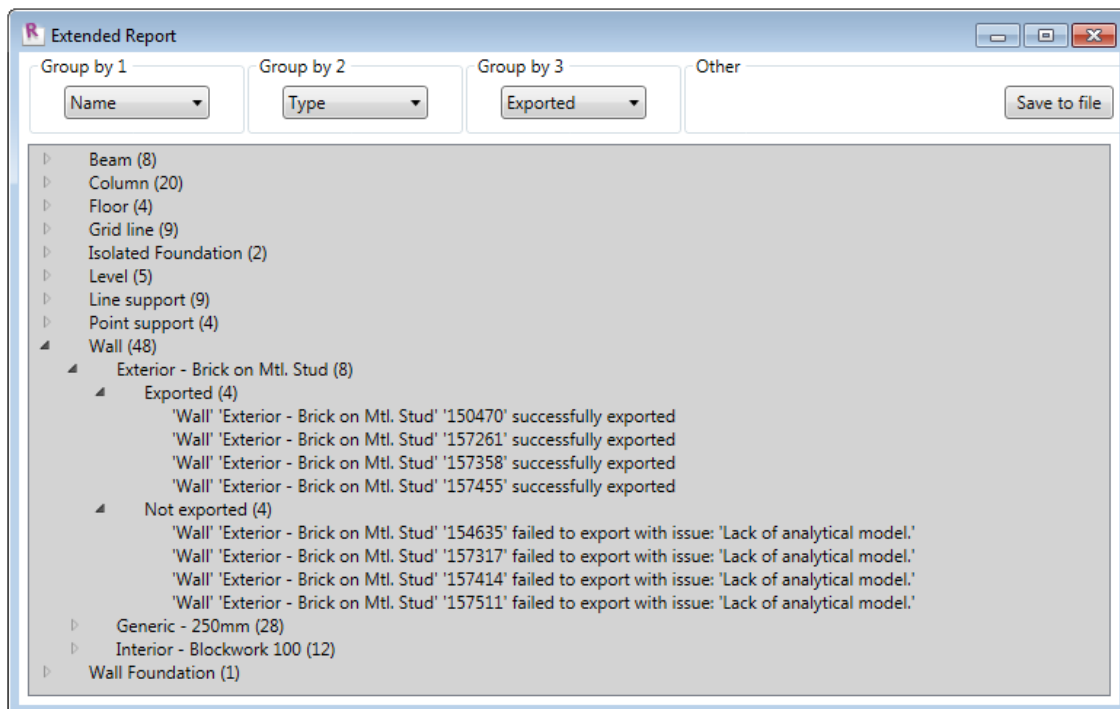 R Extended Report
Group by 1 Group by 2 Group by 3 Other
Name Type Exported Save to file
Beam (8)
Column (20)
Floor (4)
Grid line (9)
Isolated Foundation (2)
Level (5)
Line support (9)
Point support (4)
Wall (48)
Exterior - Brick on Mtl. Stud (8)
Exported (4)
'Wall' 'Exterior - Brick on Mtl. Stud' '150470' successfully exported
'Wall' 'Exterior - Brick on Mtl. Stud' '157261' successfully exported
'Wall' 'Exterior - Brick on Mtl. Stud' '157358' successfully exported
'Wall' 'Exterior - Brick on Mtl. Stud' '157455' successfully exported
Not exported (4)
'Wall' 'Exterior - Brick on Mtl. Stud' '154635' failed to export with issue: 'Lack of analytical model.'
'Wall' 'Exterior - Brick on Mtl. Stud' '157317' failed to export with issue: 'Lack of analytical model.'
'Wall' 'Exterior - Brick on Mtl. Stud' '157414' failed to export with issue: 'Lack of analytical model.'
'Wall' 'Exterior - Brick on Mtl. Stud' '157511' failed to export with issue: 'Lack of analytical model.'
Generic - 250mm (28)
Interior - Blockwork 100 (12)
Wall Foundation (1)